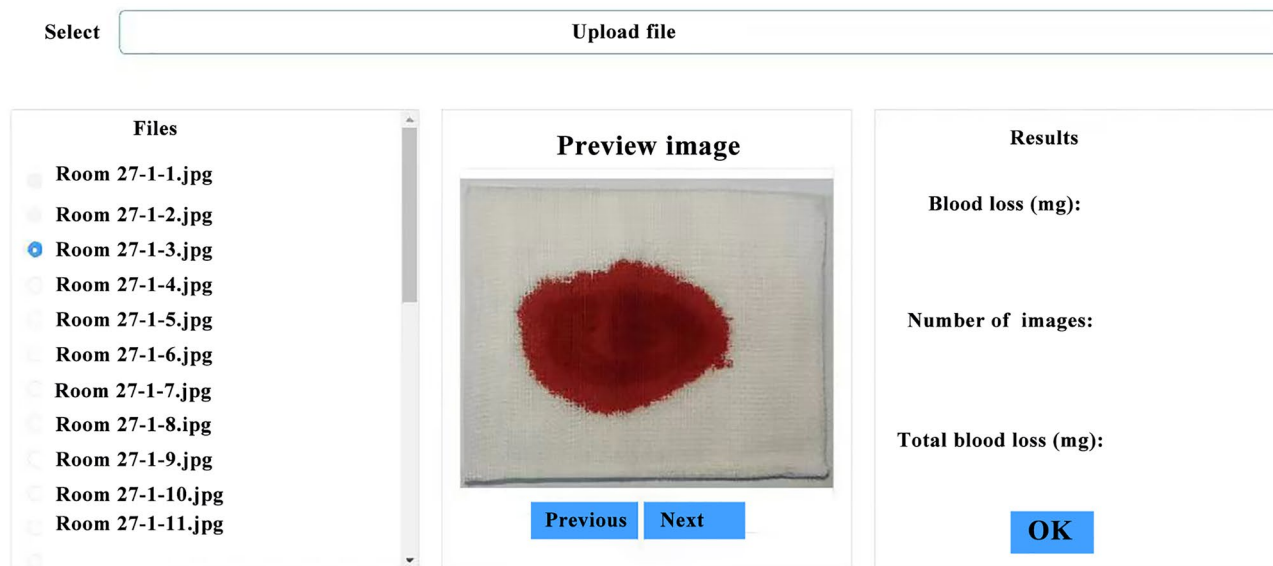 Select
Upload file
Files
Room 27-1-1.jpg
Room 27-1-2.jpg
Room 27-1-3.jpg
Room 27-1-4.jpg
Room 27-1-5.jpg
Room 27-1-6.jpg
Room 27-1-7.jpg
Room 27-1-8.ipg
Room 27-1-9.jpg
Room 27-1-10.jpg
Room 27-1-11.jpg
Preview image
Previous
Next
Results
Blood loss (mg):
Number of images:
Total blood loss (mg):
OK